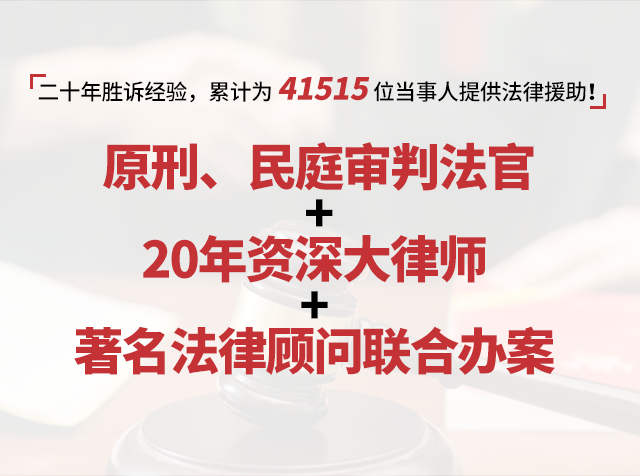 「二十年胜诉经验，累计为 41515 位当事人提供法律援助！」
原刑、民庭审判法官
+
20年资深大律师
+
著名法律顾问联合办案